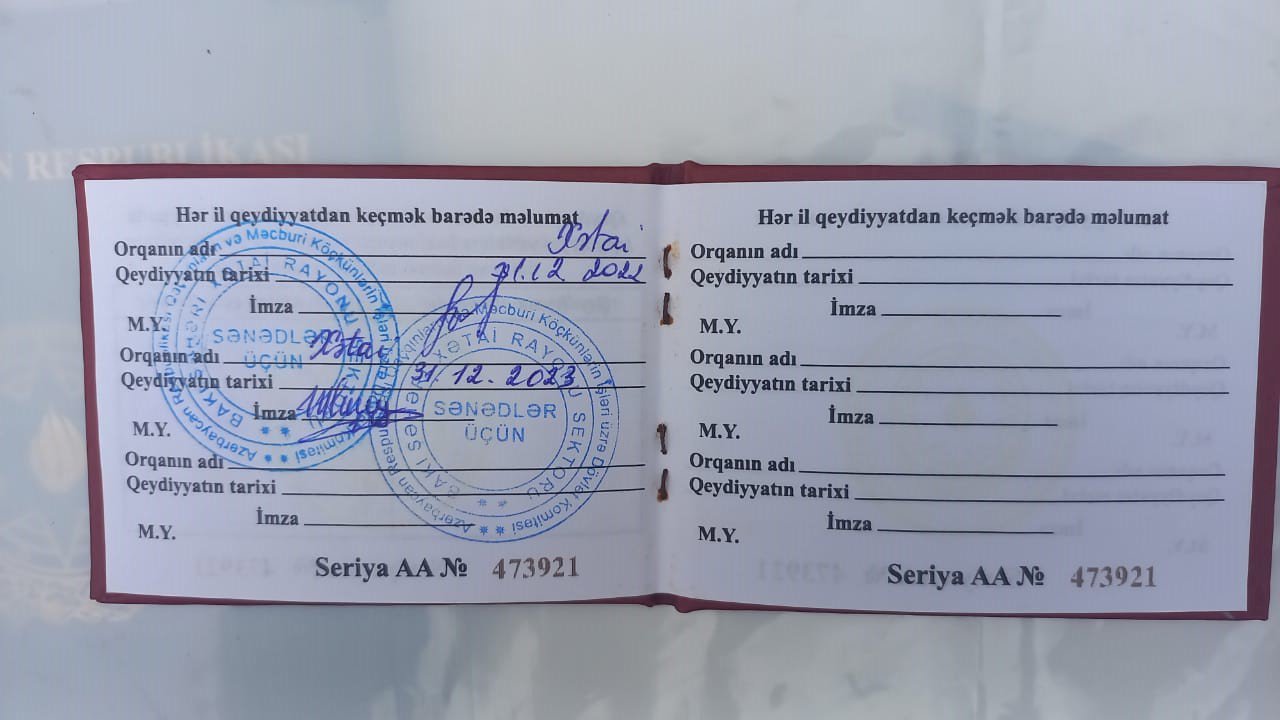 N RESPUBLİKASI
Hər il qeydiyyatdan keçmək barədə məlumat
Orqanın adı Xətai
Qeydiyyatın tarixi 31.12 2022
İmza
M.Y.
Orqanın adı Xətai
Qeydiyyatın tarixi 31.12.2023
İmza
M.Y.
Orqanın adı
Qeydiyyatın tarixi
İmza
M.Y.
Seriya AA № 473921
Azərbaycan Respublikası Qaçqınların və Məcburi Köçkünlərin İşləri üzrə Dövlət Komitəsi
BAKI ŞƏHƏRİ XƏTAİ RAYONU SEKTORU
SƏNƏDLƏR
ÜÇÜN
Azərbaycan Respublikası Qaçqınların və Məcburi Köçkünlərin İşləri üzrə Dövlət Komitəsi
BAKI ŞƏHƏRİ XƏTAİ RAYONU SEKTORU
SƏNƏDLƏR
ÜÇÜN
Hər il qeydiyyatdan keçmək barədə məlumat
Orqanın adı
Qeydiyyatın tarixi
İmza
M.Y.
Orqanın adı
Qeydiyyatın tarixi
İmza
M.Y.
Orqanın adı
Qeydiyyatın tarixi
İmza
M.Y.
Seriya AA № 473921